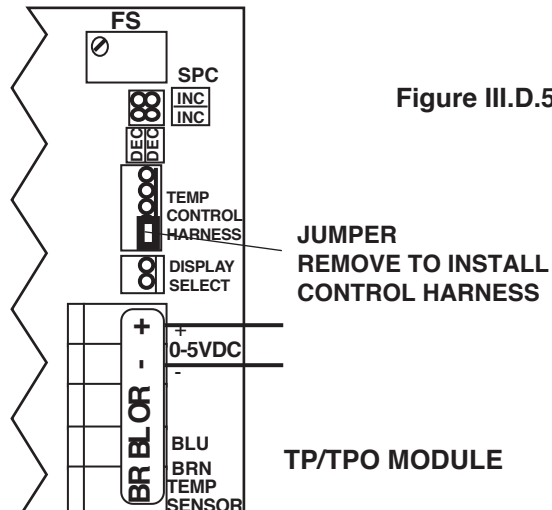 FS
SPC
INC
INC
DEC DEC
Figure III.D.5
TEMP
CONTROL
HARNESS
JUMPER
REMOVE TO INSTALL
CONTROL HARNESS
DISPLAY
SELECT
+ - OR BL BR
+
0-5VDC
-
BLU
BRN
TEMP
SENSOR
TP/TPO MODULE